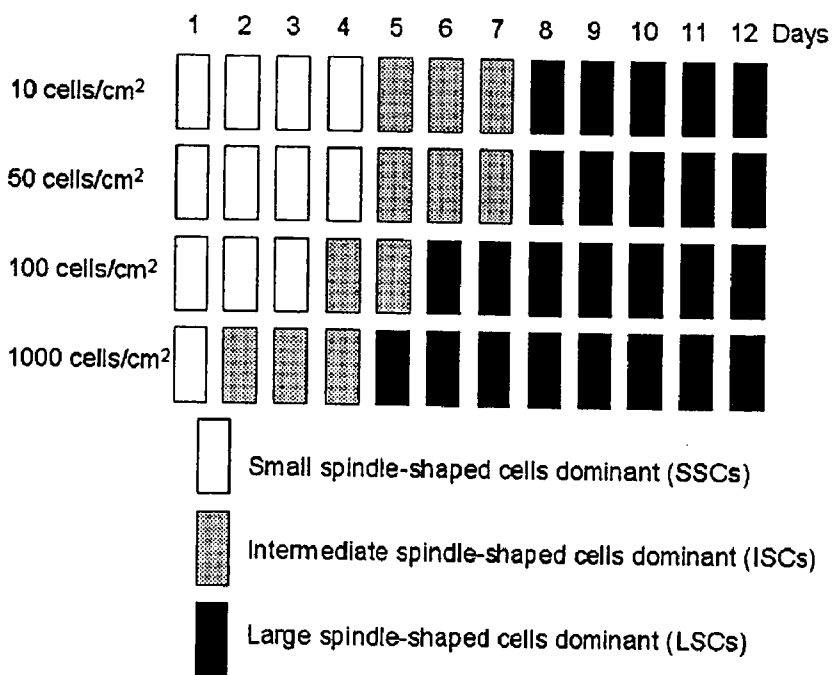 1 2 3 4 5 6 7 8 9 10 11 12 Days
10 cells/cm²
50 cells/cm²
100 cells/cm²
1000 cells/cm²
Small spindle-shaped cells dominant (SSCs)
Intermediate spindle-shaped cells dominant (ISCs)
Large spindle-shaped cells dominant (LSCs)